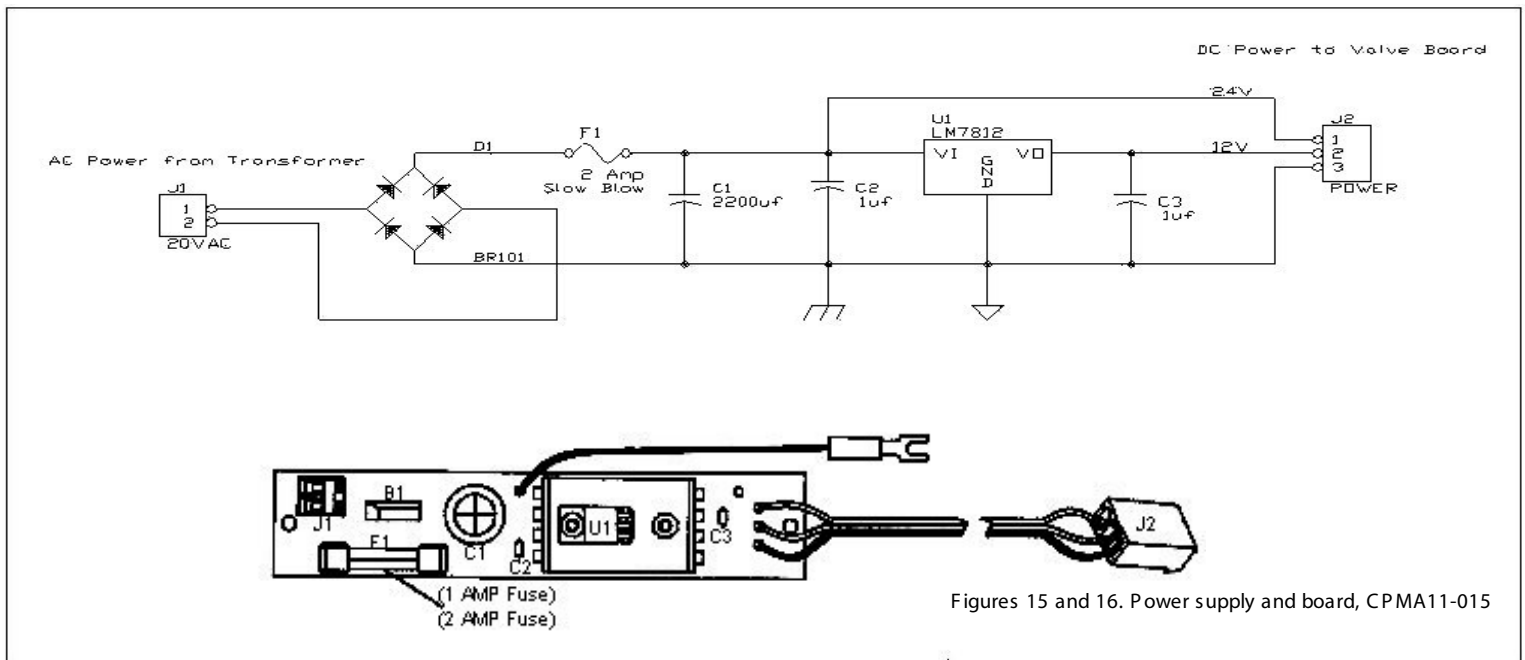 DC Power to Valve Board
24V
U1
LM7812
J2
F1
D1
VI
GND
VO
12V
1
2
3
AC Power from Transformer
2 Amp
Slow Blow
C1
2200uf
C2
1uf
C3
1uf
POWER
J1
1
2
20VAC
BR101
B1
J1
U1
J2
F1
C1
C2
C3
(1 AMP Fuse)
(2 AMP Fuse)
Figures 15 and 16. Power supply and board, CPMA11-015